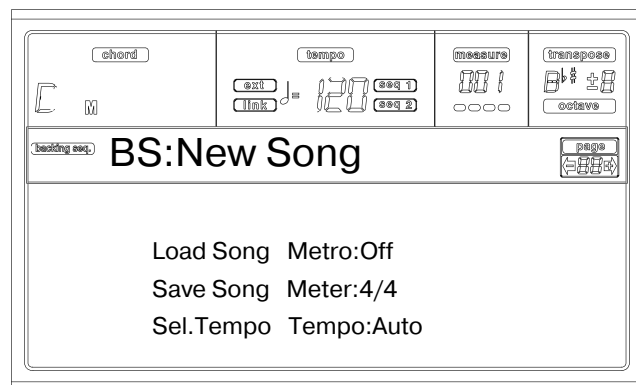 chord tempo measure transpose
C M ext link = 120 seq 1 seq 2 001 octave
backing seq. BS:New Song page
Load Song Metro:Off
Save Song Meter:4/4
Sel.Tempo Tempo:Auto